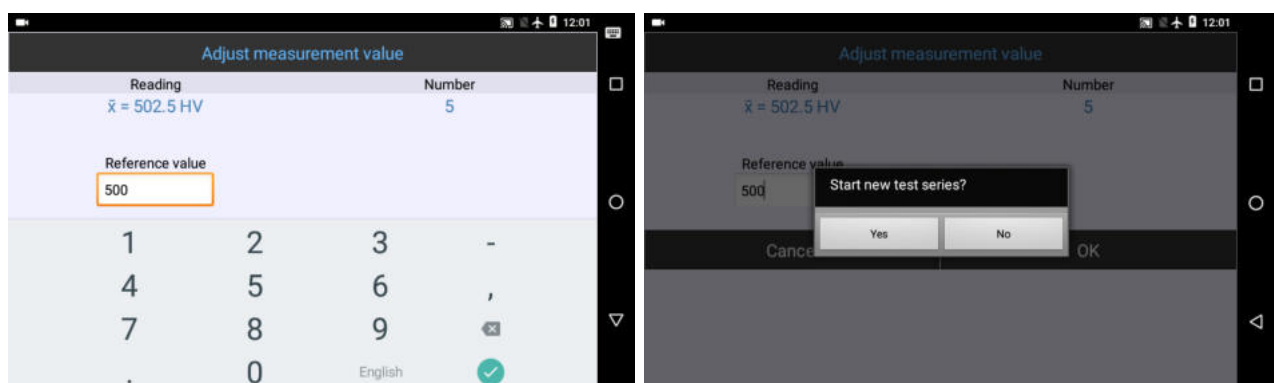 12:01
Adjust measurement value
Reading Number
x̄ = 502.5 HV 5
Reference value
500
1 2 3 -
4 5 6 ,
7 8 9
. 0 English
12:01
Adjust measurement value
Reading Number
x̄ = 502.5 HV 5
Reference value
500
Start new test series?
Yes No
OK